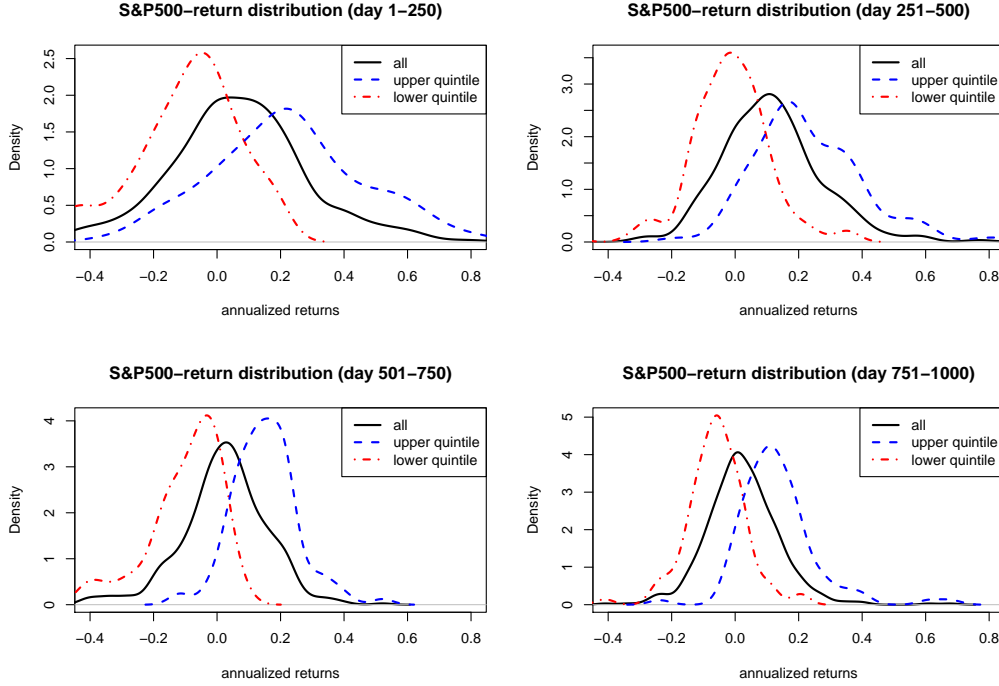 S&P500−return distribution (day 1−250)
Density
0.0 0.5 1.0 1.5 2.0 2.5
all
upper quintile
lower quintile
−0.4 −0.2 0.0 0.2 0.4 0.6 0.8
annualized returns
S&P500−return distribution (day 251−500)
Density
0.0 1.0 2.0 3.0
all
upper quintile
lower quintile
−0.4 −0.2 0.0 0.2 0.4 0.6 0.8
annualized returns
S&P500−return distribution (day 501−750)
Density
0 1 2 3 4
all
upper quintile
lower quintile
−0.4 −0.2 0.0 0.2 0.4 0.6 0.8
annualized returns
S&P500−return distribution (day 751−1000)
Density
0 1 2 3 4 5
all
upper quintile
lower quintile
−0.4 −0.2 0.0 0.2 0.4 0.6 0.8
annualized returns